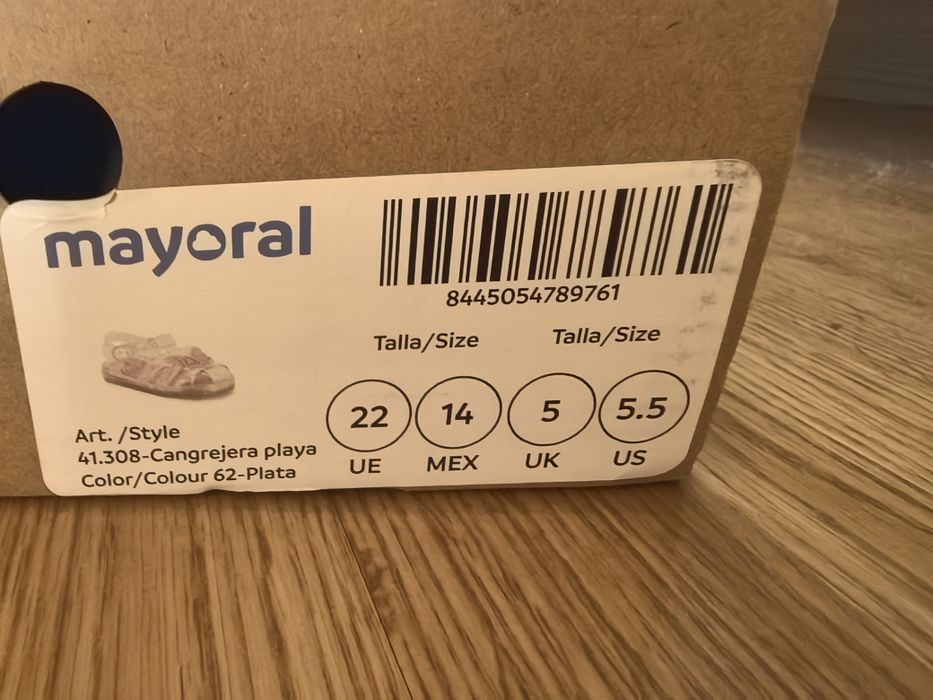 mayoral
8445054789761
Talla/Size Talla/Size
22 14 5 5.5
UE MEX UK US
Art. /Style
41.308-Cangrejera playa
Color/Colour 62-Plata